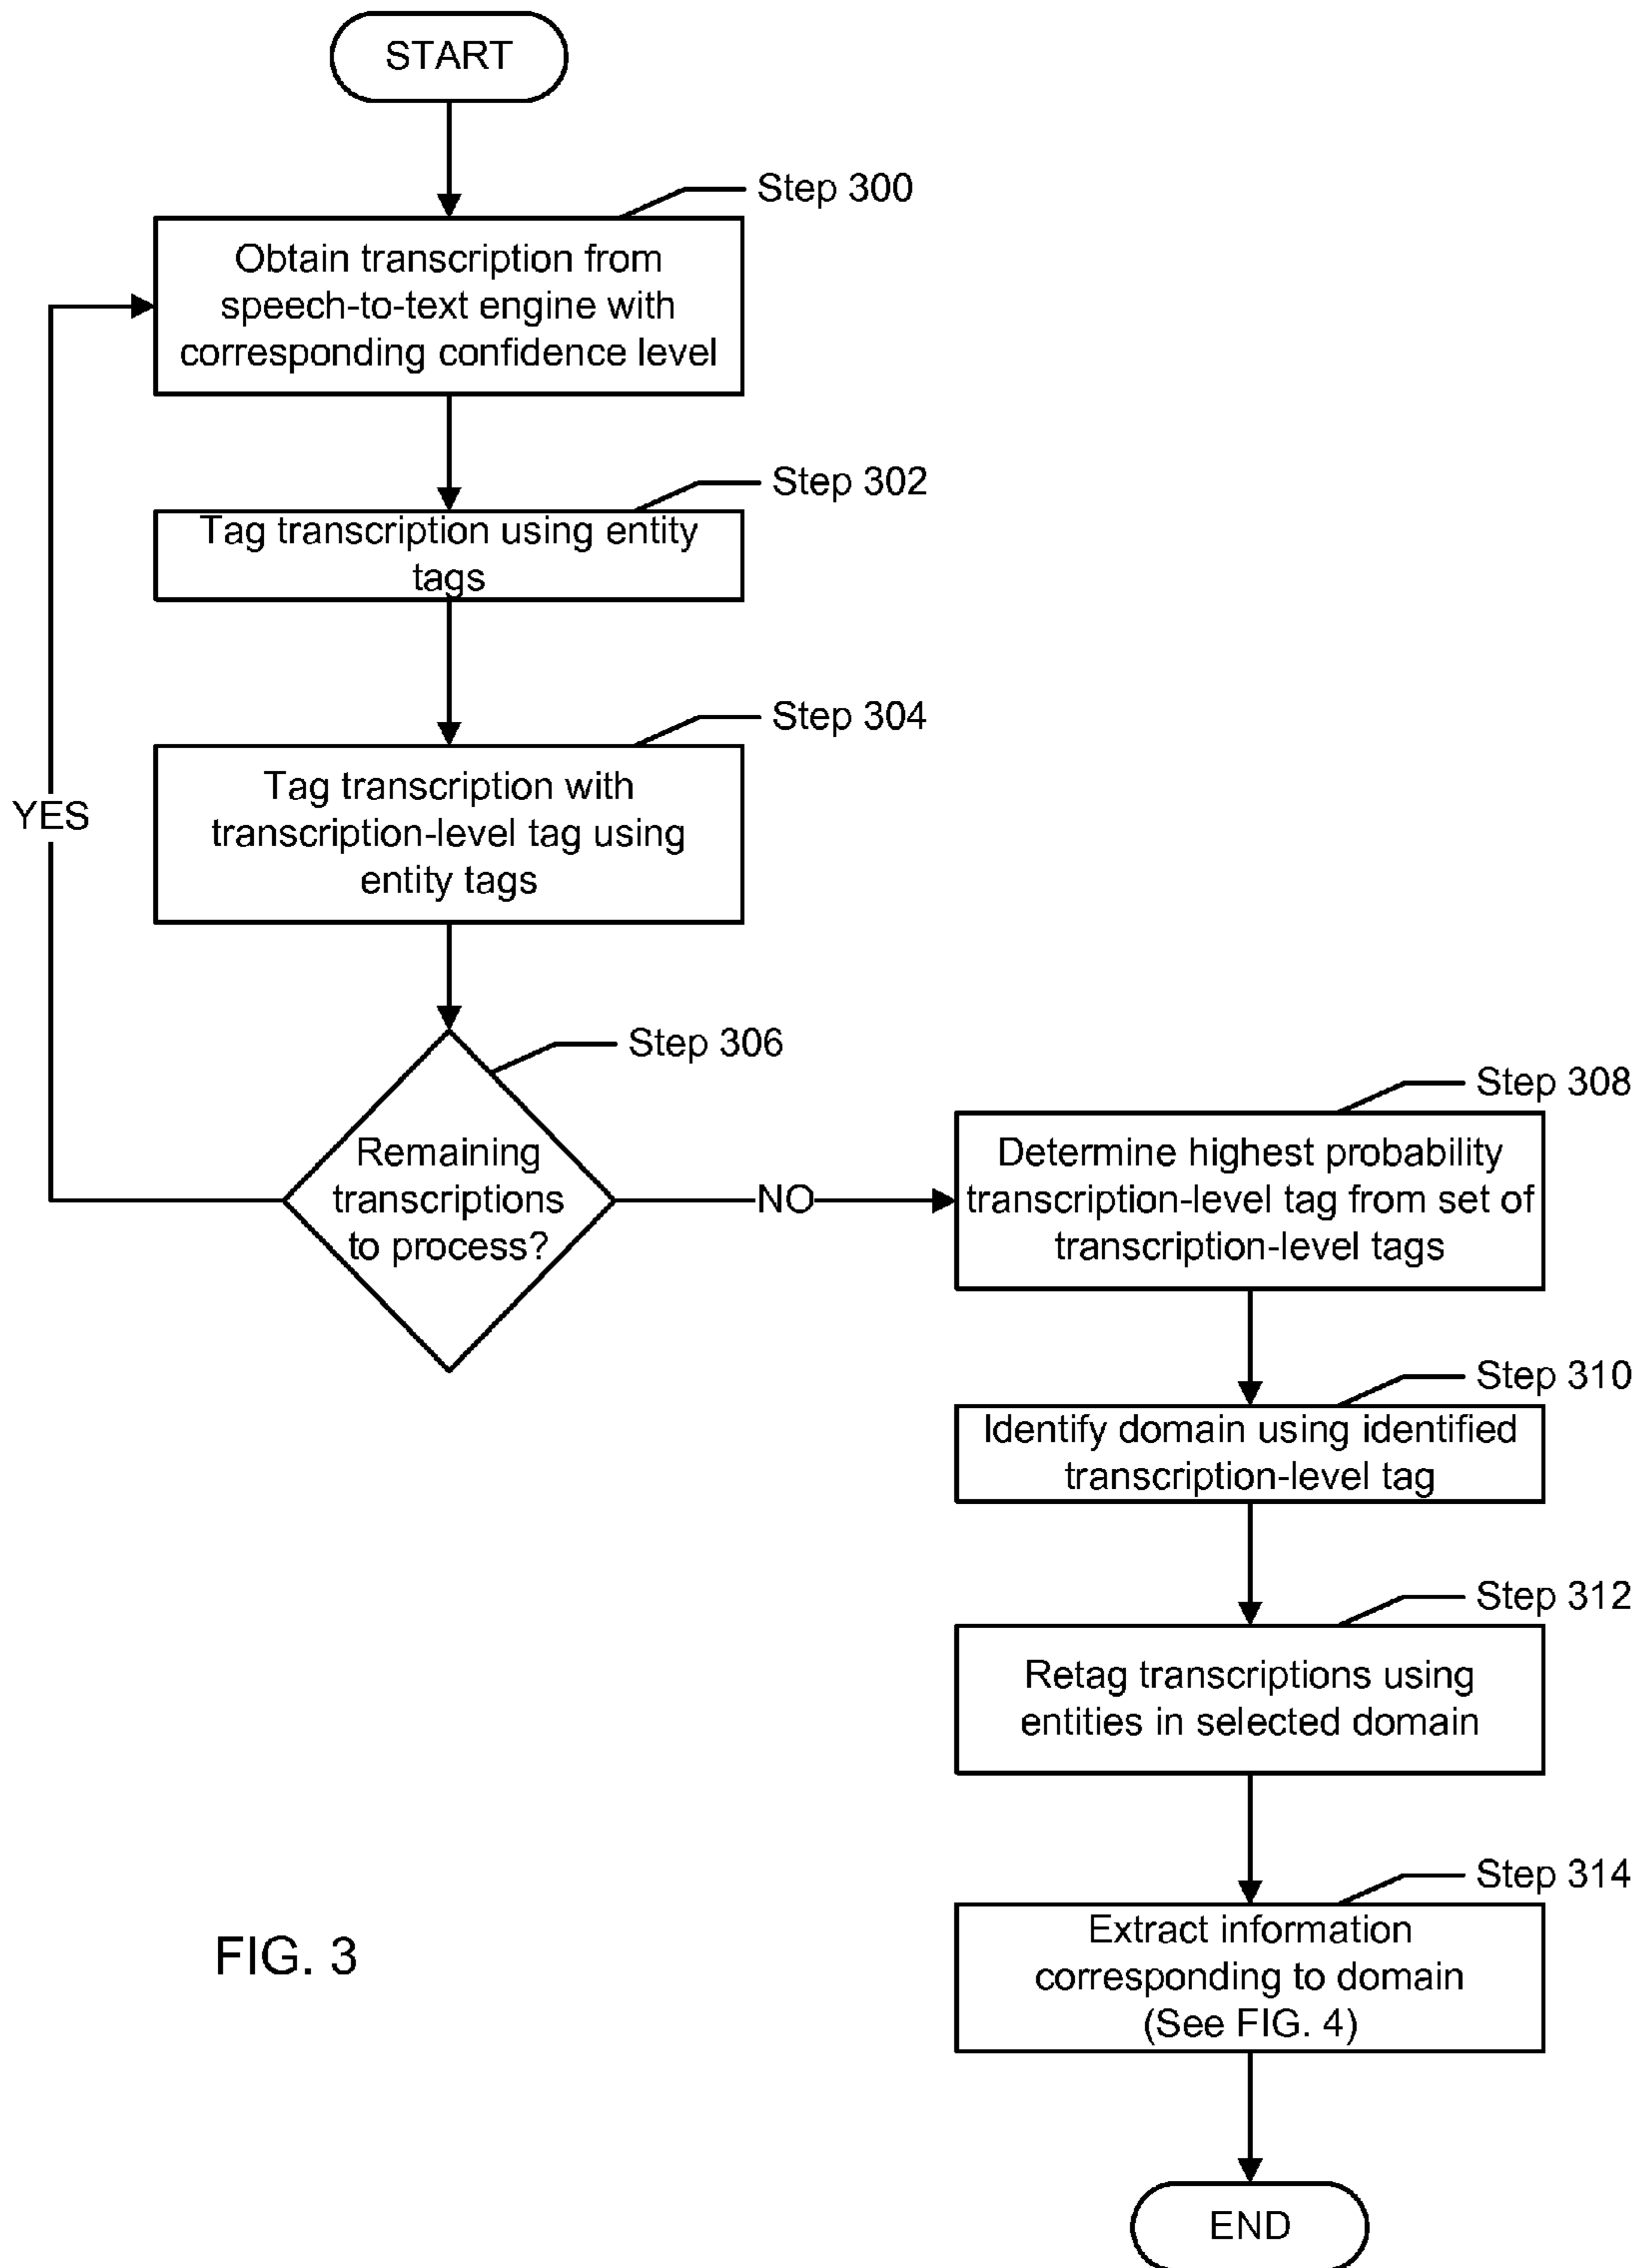 START
Step 300
Obtain transcription from
speech-to-text engine with
corresponding confidence level
Step 302
Tag transcription using entity
tags
Step 304
Tag transcription with
transcription-level tag using
entity tags
YES
Step 306
Remaining
transcriptions
to process?
NO
Step 308
Determine highest probability
transcription-level tag from set of
transcription-level tags
Step 310
Identify domain using identified
transcription-level tag
Step 312
Retag transcriptions using
entities in selected domain
Step 314
Extract information
corresponding to domain
(See FIG. 4)
END
FIG. 3